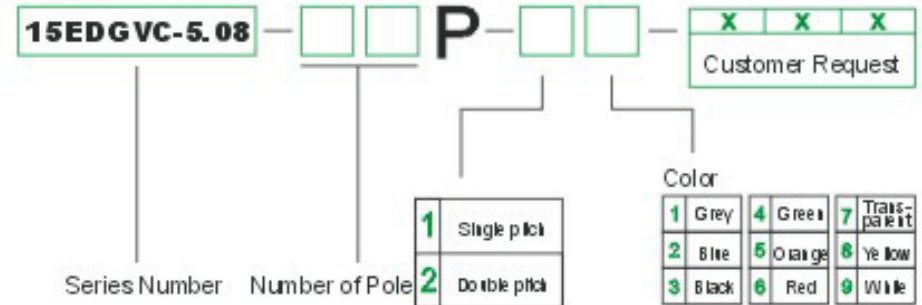 15EDGVC-5.08 — P — — X X X
Customer Request
Color
1 Grey 4 Green 7 Trans-parent
1 Single pitch
2 Blue 5 Orange 8 Yellow
Series Number Number of Pole 2 Double pitch
3 Black 6 Red 9 While